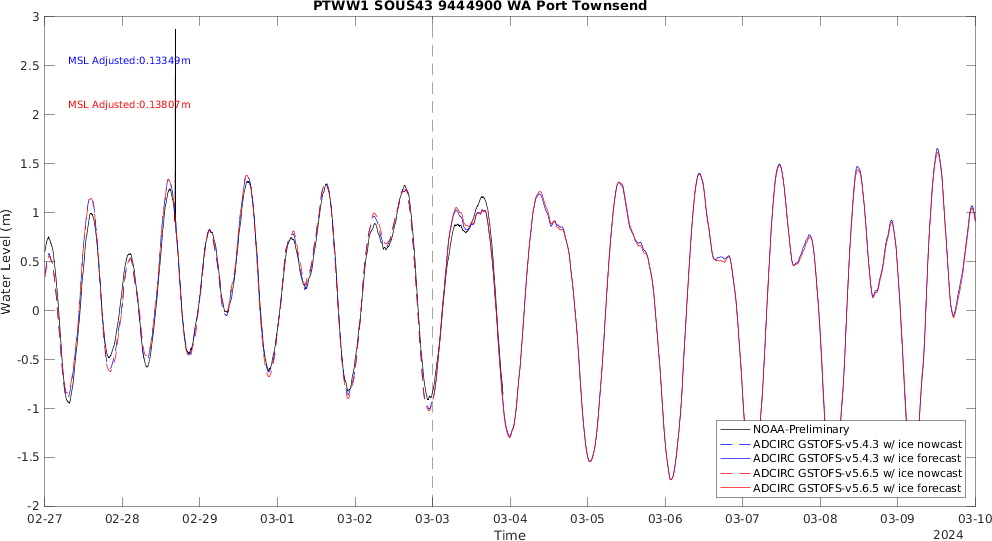 PTWW1 SOUS43 9444900 WA Port Townsend
3
2.5
2
1.5
1
0.5
0
-0.5
-1
-1.5
-2
Water Level (m)
MSL Adjusted:0.13349m
MSL Adjusted:0.13807m
NOAA-Preliminary
ADCIRC GSTOFS-v5.4.3 w/ ice nowcast
ADCIRC GSTOFS-v5.4.3 w/ ice forecast
ADCIRC GSTOFS-v5.6.5 w/ ice nowcast
ADCIRC GSTOFS-v5.6.5 w/ ice forecast
02-27 02-28 02-29 03-01 03-02 03-03 03-04 03-05 03-06 03-07 03-08 03-09 03-10
Time
2024